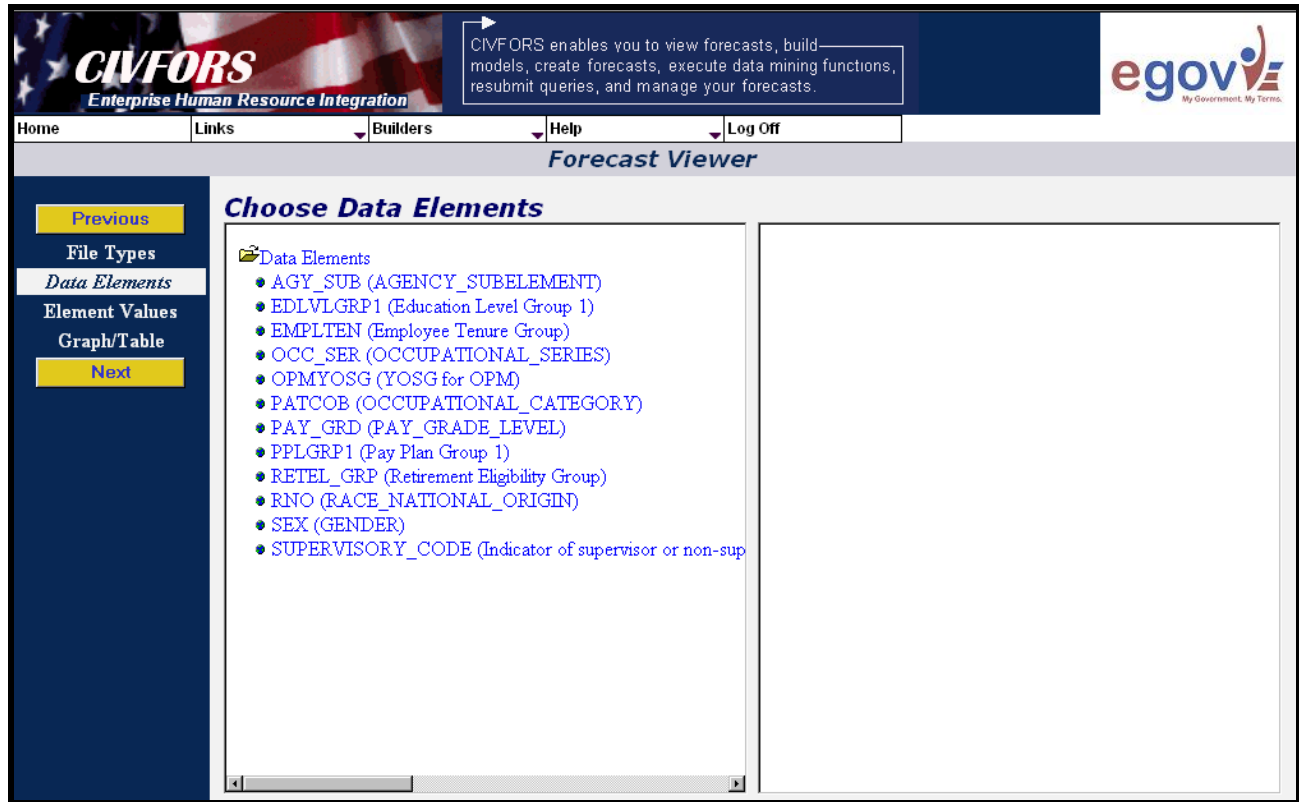 CIVFORS
Enterprise Human Resource Integration
CIVFORS enables you to view forecasts, build
models, create forecasts, execute data mining functions,
resubmit queries, and manage your forecasts.
egov
My Government. My Terms.
Home Links Builders Help Log Off
Forecast Viewer
Previous
File Types
Data Elements
Element Values
Graph/Table
Next
Choose Data Elements
Data Elements
AGY_SUB (AGENCY_SUBELEMENT)
EDLVLGRP1 (Education Level Group 1)
EMPLTEN (Employee Tenure Group)
OCC_SER (OCCUPATIONAL_SERIES)
OPMYOSG (YOSG for OPM)
PATCOB (OCCUPATIONAL_CATEGORY)
PAY_GRD (PAY_GRADE_LEVEL)
PPLGRP1 (Pay Plan Group 1)
RETEL_GRP (Retirement Eligibility Group)
RNO (RACE_NATIONAL_ORIGIN)
SEX (GENDER)
SUPERVISORY_CODE (Indicator of supervisor or non-sup